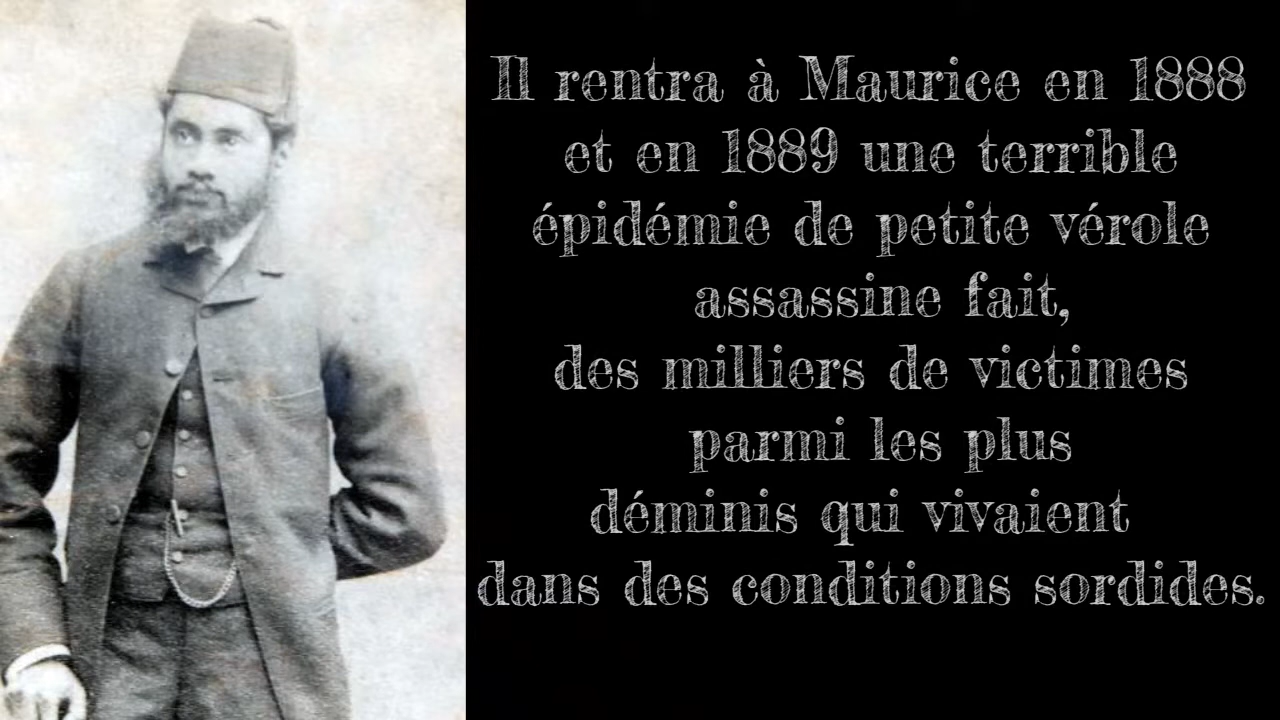 Il rentra à Maurice en 1888
et en 1889 une terrible
épidémie de petite vérole
assassine fait,
des milliers de victimes
parmi les plus
déminis qui vivaient
dans des conditions sordides.